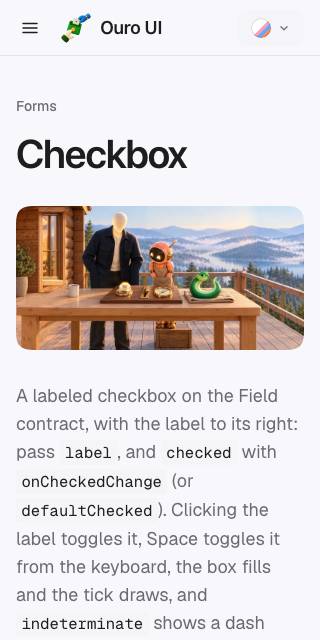 Ouro UI
Forms
Checkbox
A labeled checkbox on the Field
contract, with the label to its right:
pass label , and checked with
onCheckedChange (or
defaultChecked ). Clicking the
label toggles it, Space toggles it
from the keyboard, the box fills
and the tick draws, and
indeterminate shows a dash